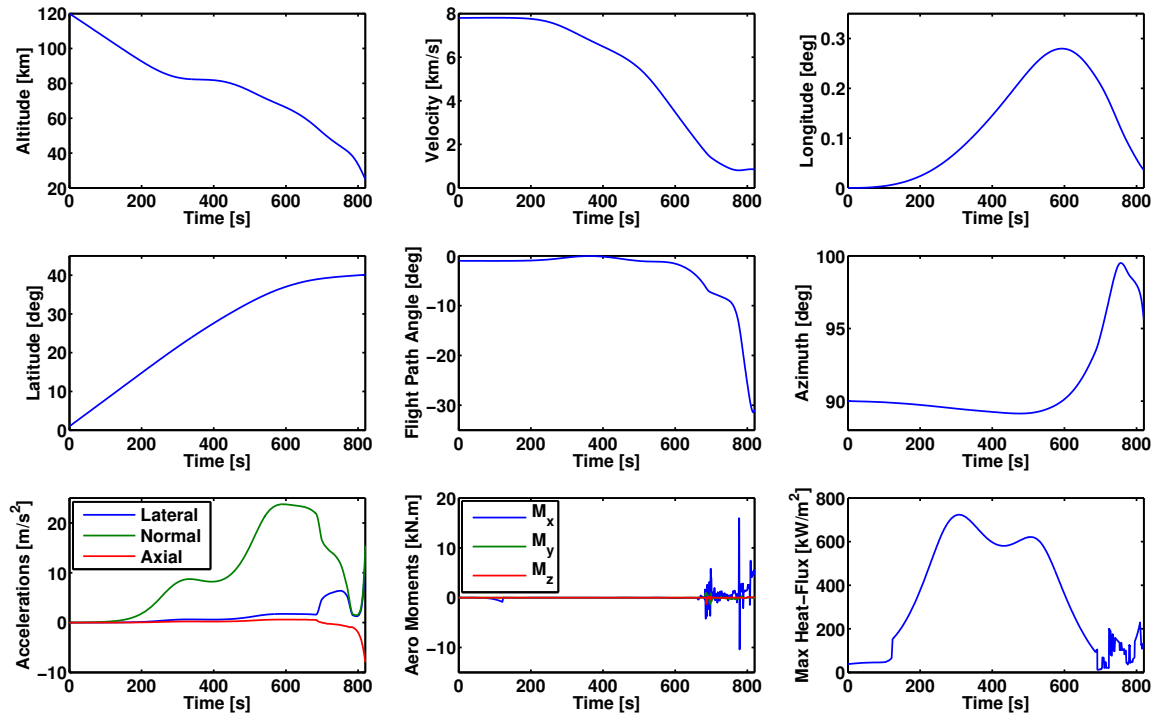 120
100
80
60
40
20
Altitude [km]
0 200 400 600 800
Time [s]
8
6
4
2
0
Velocity [km/s]
0 200 400 600 800
Time [s]
0.3
0.2
0.1
0
Longitude [deg]
0 200 400 600 800
Time [s]
40
30
20
10
0
Latitude [deg]
0 200 400 600 800
Time [s]
0
−10
−20
−30
Flight Path Angle [deg]
0 200 400 600 800
Time [s]
100
95
90
Azimuth [deg]
0 200 400 600 800
Time [s]
20
10
0
−10
Accelerations [m/s²]
Lateral
Normal
Axial
0 200 400 600 800
Time [s]
20
10
0
−10
Aero Moments [kN.m]
M_x
M_y
M_z
0 200 400 600 800
Time [s]
800
600
400
200
0
Max Heat−Flux [kW/m²]
0 200 400 600 800
Time [s]